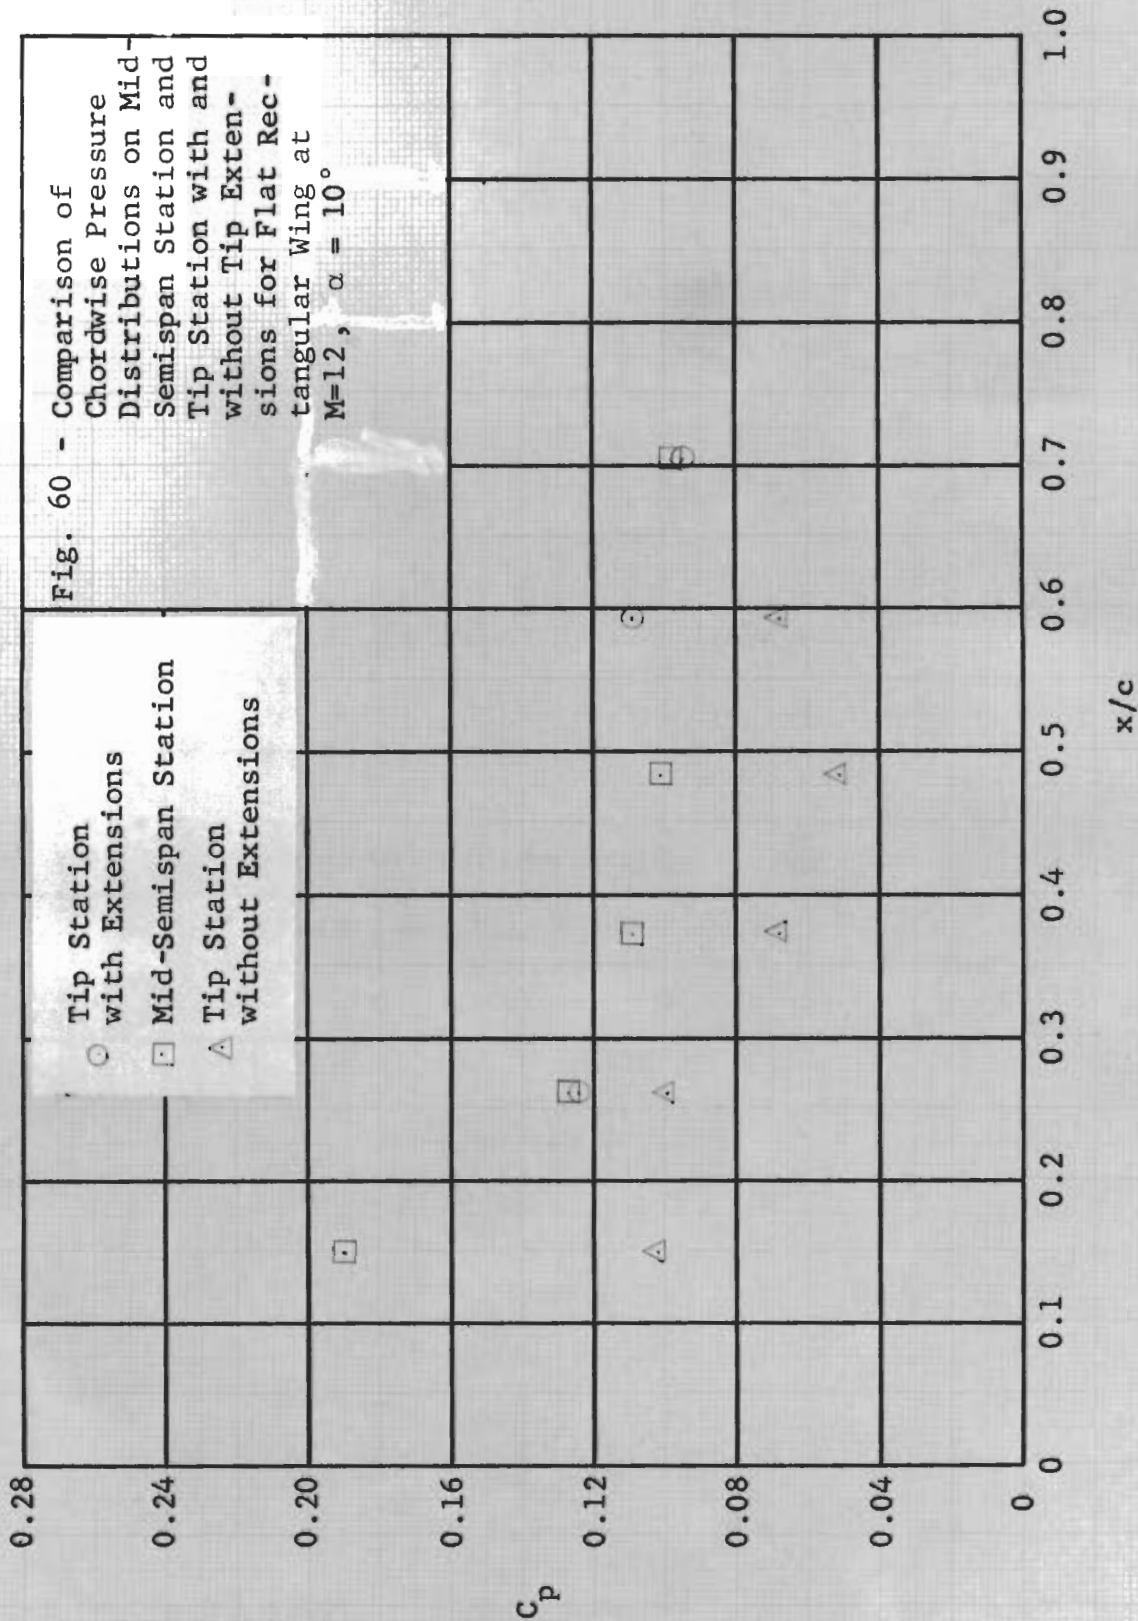 Fig. 60 - Comparison of
Chordwise Pressure
Distributions on Mid-
Semispan Station and
Tip Station with and
without Tip Exten-
sions for Flat Rec-
tangular Wing at
M=12, α = 10°
Tip Station
with Extensions
Mid-Semispan Station
Tip Station
without Extensions
0.28
0.24
0.20
0.16
0.12
0.08
0.04
0
Cp
0
0.1
0.2
0.3
0.4
0.5
0.6
0.7
0.8
0.9
1.0
x/c